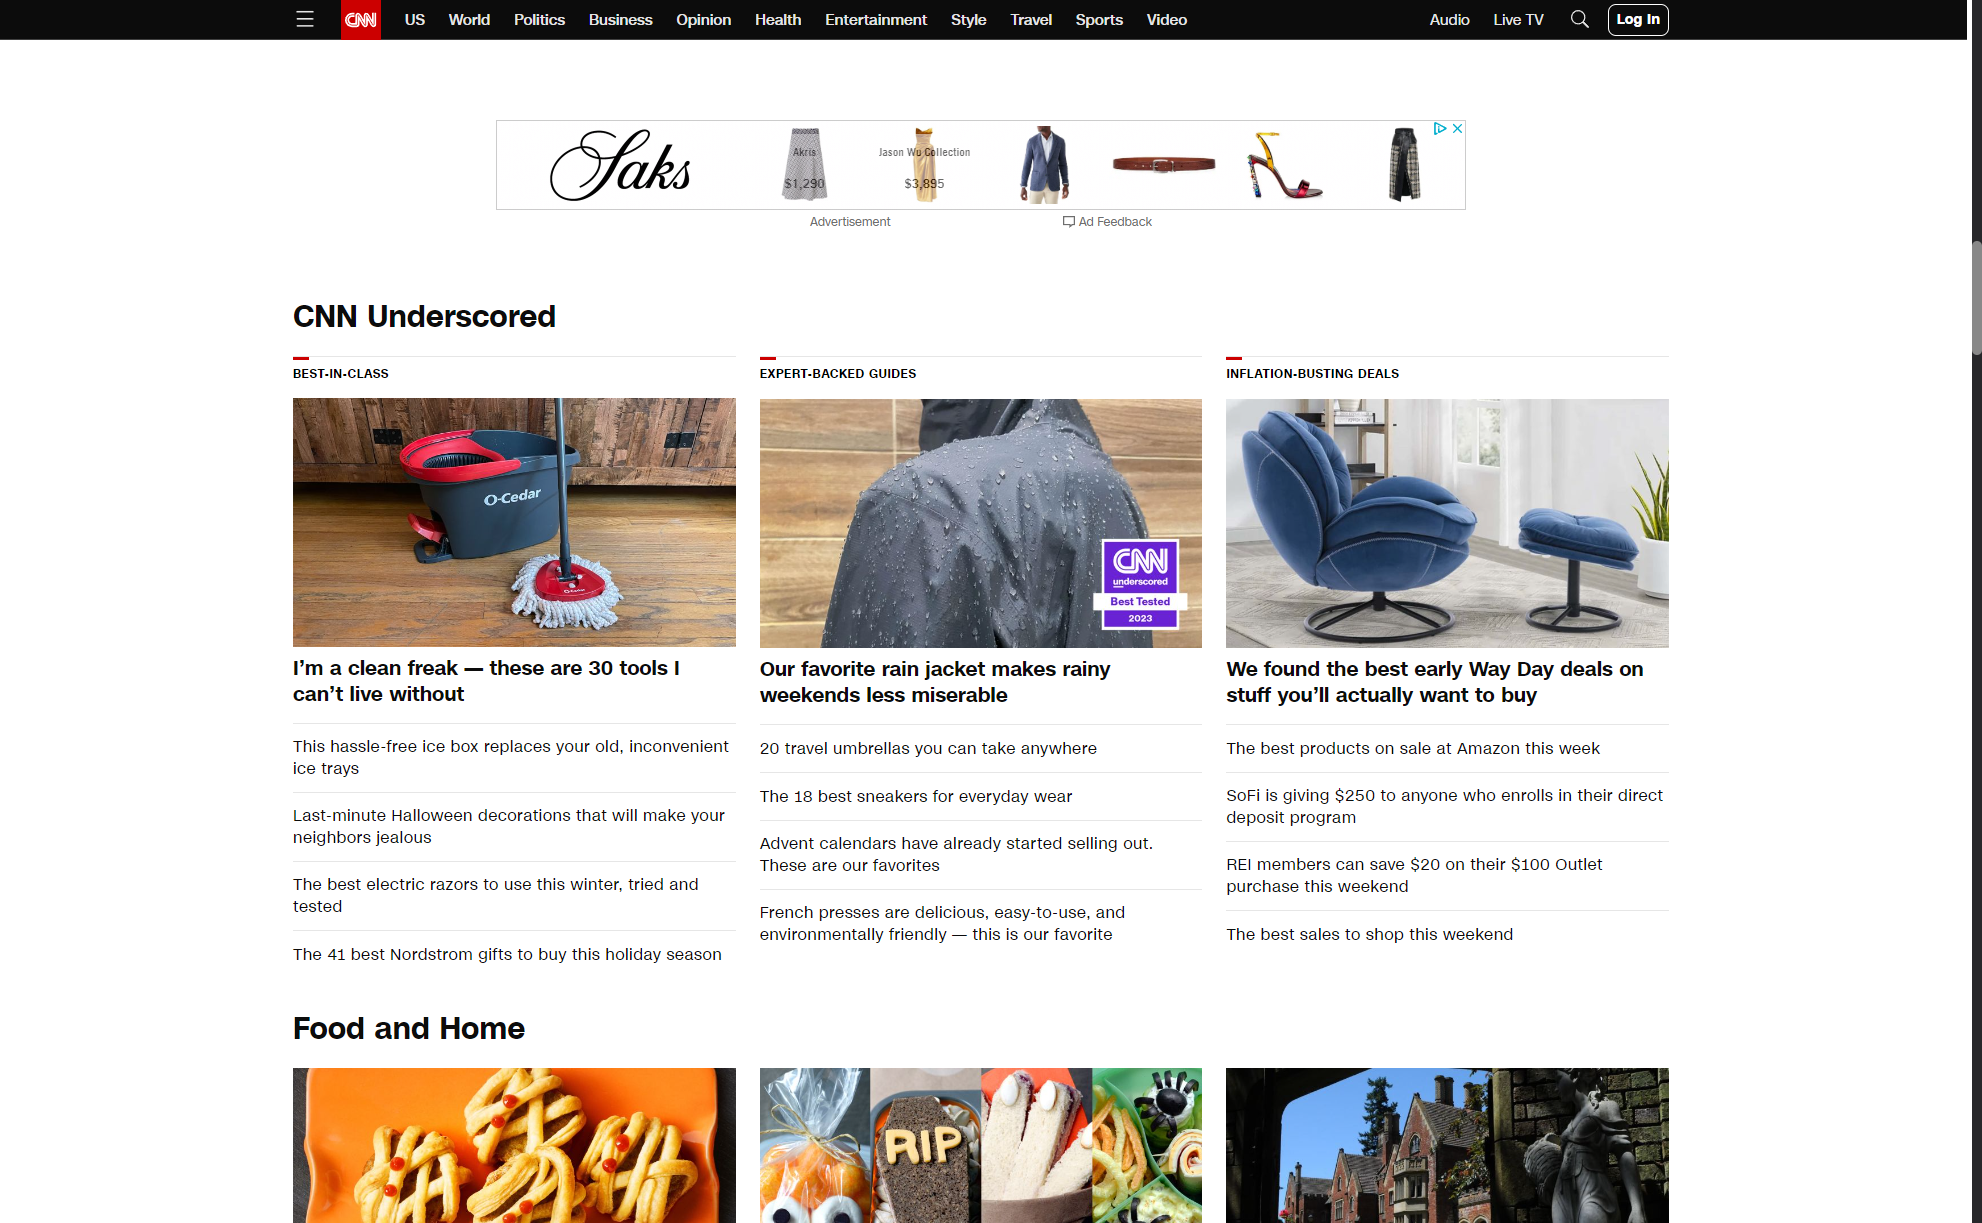 CNN
US
World
Politics
Business
Opinion
Health
Entertainment
Style
Travel
Sports
Video
Audio
Live TV
Log In
Saks
Akris
$1,290
Jason Wu Collection
$3,895
Advertisement
Ad Feedback
CNN Underscored
BEST-IN-CLASS
O-Cedar
O-Cedar
I’m a clean freak — these are 30 tools I
can’t live without
This hassle-free ice box replaces your old, inconvenient
ice trays
Last-minute Halloween decorations that will make your
neighbors jealous
The best electric razors to use this winter, tried and
tested
The 41 best Nordstrom gifts to buy this holiday season
EXPERT-BACKED GUIDES
CNN
underscored
Best Tested
2023
Our favorite rain jacket makes rainy
weekends less miserable
20 travel umbrellas you can take anywhere
The 18 best sneakers for everyday wear
Advent calendars have already started selling out.
These are our favorites
French presses are delicious, easy-to-use, and
environmentally friendly — this is our favorite
INFLATION-BUSTING DEALS
We found the best early Way Day deals on
stuff you’ll actually want to buy
The best products on sale at Amazon this week
SoFi is giving $250 to anyone who enrolls in their direct
deposit program
REI members can save $20 on their $100 Outlet
purchase this weekend
The best sales to shop this weekend
Food and Home
RIP